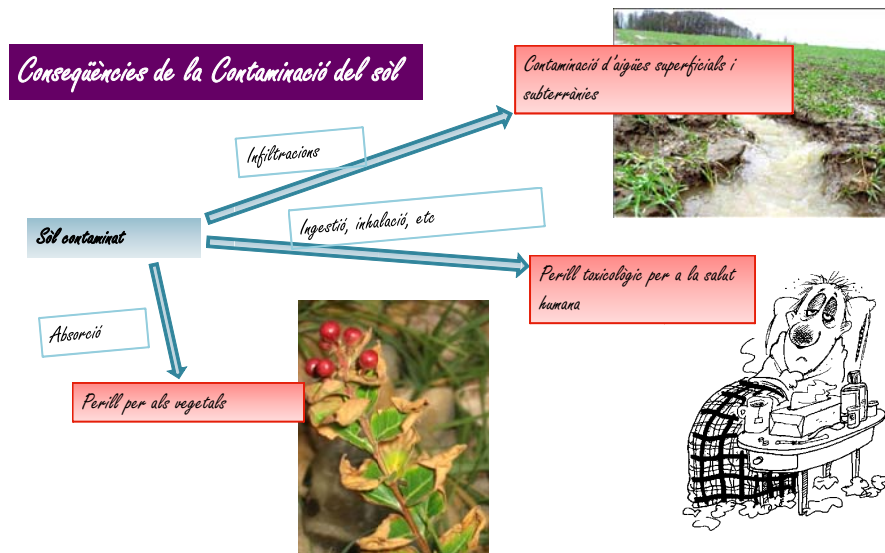 Conseqüències de la Contaminació del sòl
Contaminació d'aigües superficials i
subterrànies
Infiltracions
Ingestió, inhalació, etc
Sòl contaminat
Perill toxicològic per a la salut
humana
Absorció
Perill per als vegetals